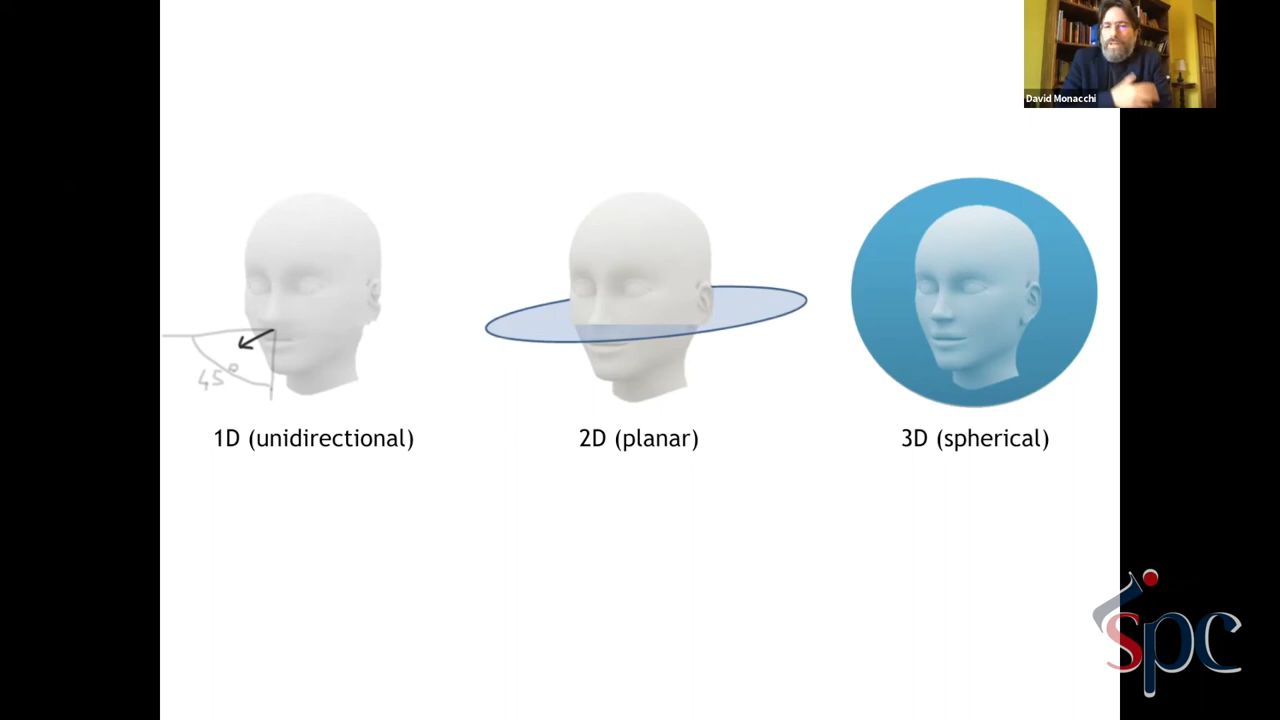 David Monacchi
45°
1D (unidirectional)
2D (planar)
3D (spherical)
spc